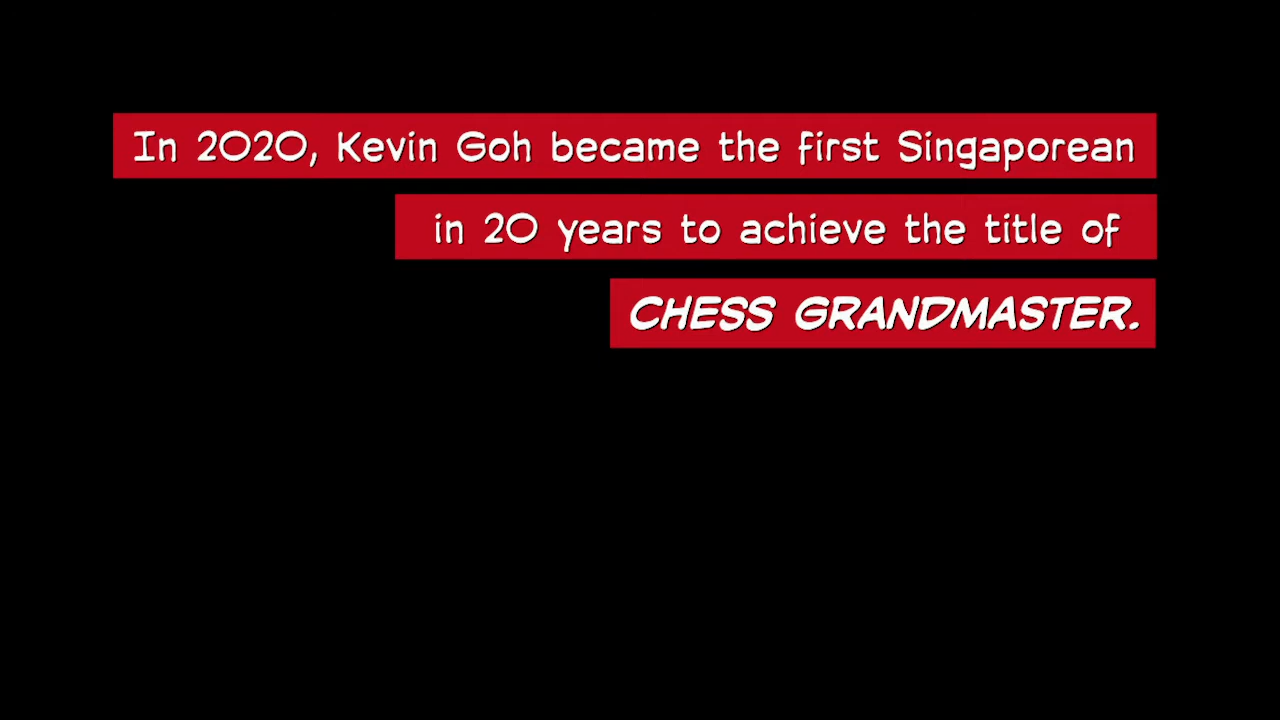 In 2020, Kevin Goh became the first Singaporean
in 20 years to achieve the title of
CHESS GRANDMASTER.